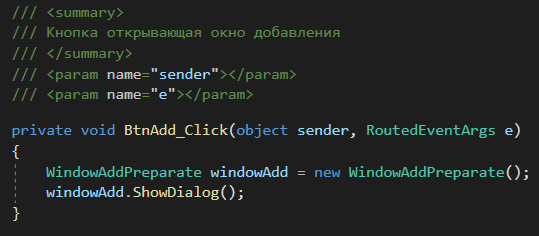 /// <summary>
/// Кнопка открывающая окно добавления
/// </summary>
/// <param name="sender"></param>
/// <param name="e"></param>
private void BtnAdd_Click(object sender, RoutedEventArgs e)
{
WindowAddPreparate windowAdd = new WindowAddPreparate();
windowAdd.ShowDialog();
}